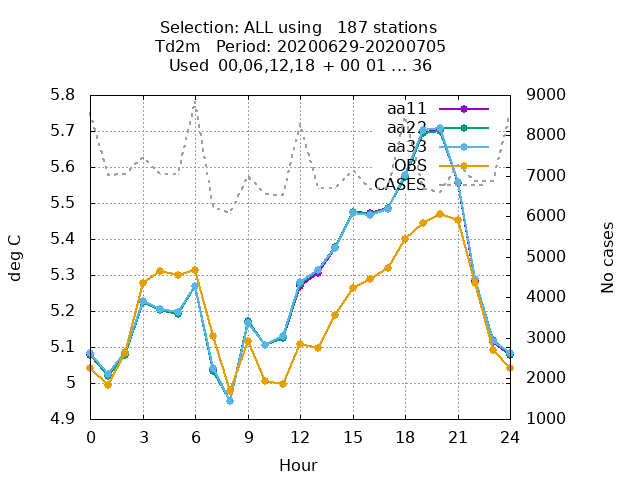 Selection: ALL using   187 stations
Td2m   Period: 20200629-20200705
Used  00,06,12,18 + 00 01 ... 36
5.8
5.7
5.6
5.5
5.4
5.3
5.2
5.1
5
4.9
deg C
aa11
aa22
aa33
OBS
CASES
9000
8000
7000
6000
5000
4000
3000
2000
1000
No cases
0 3 6 9 12 15 18 21 24
Hour